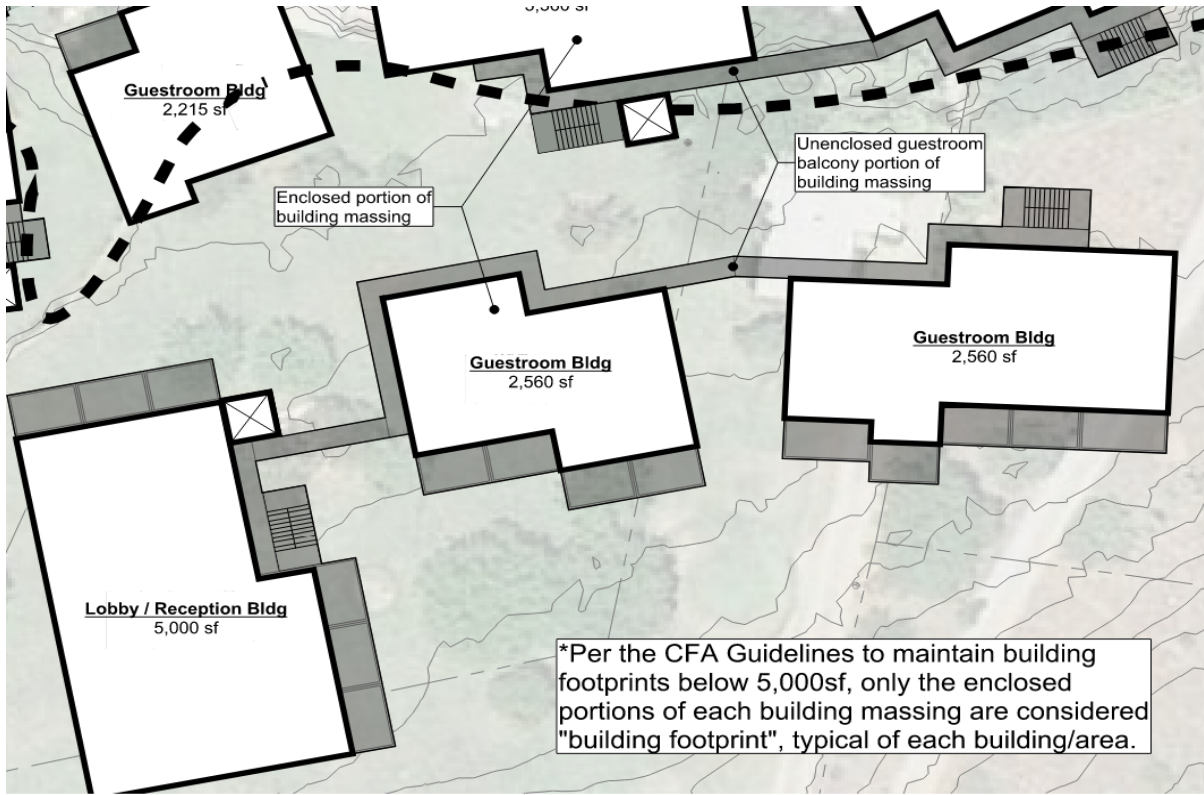 Guestroom Bldg
2,215 sf
Unenclosed guestroom
balcony portion of
building massing
Enclosed portion of
building massing
Guestroom Bldg
2,560 sf
Guestroom Bldg
2,560 sf
Lobby / Reception Bldg
5,000 sf
*Per the CFA Guidelines to maintain building
footprints below 5,000sf, only the enclosed
portions of each building massing are considered
"building footprint", typical of each building/area.